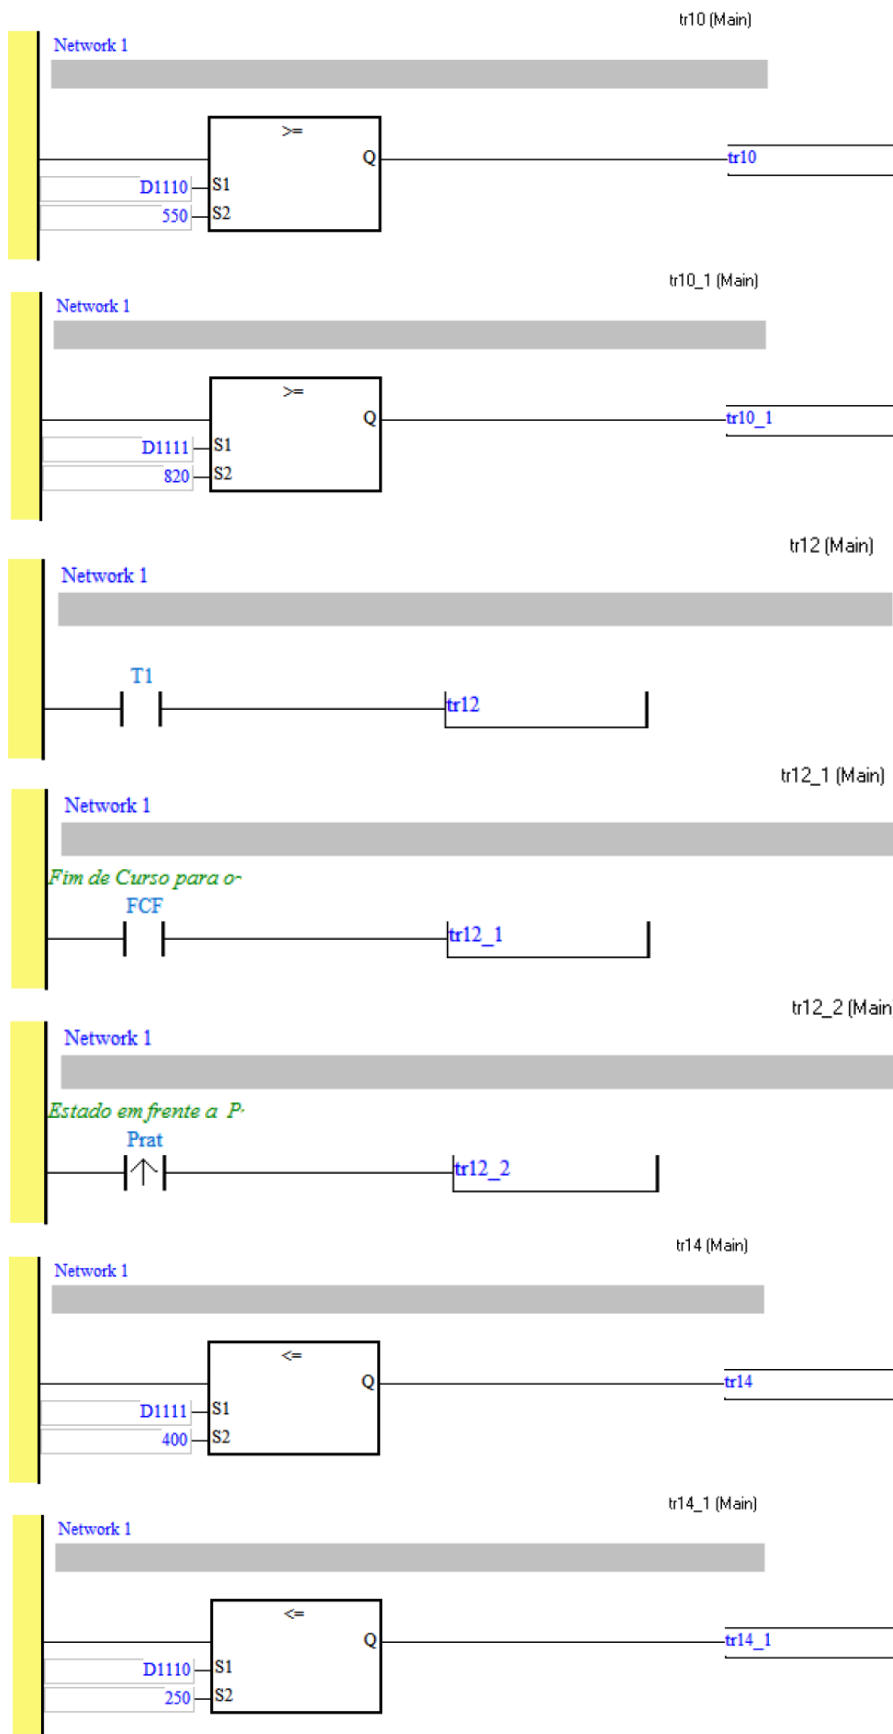 tr10 (Main)
Network 1
>=
Q
tr10
D1110 S1
550 S2
tr10_1 (Main)
Network 1
>=
Q
tr10_1
D1111 S1
820 S2
tr12 (Main)
Network 1
T1
tr12
tr12_1 (Main)
Network 1
Fim de Curso para o~
FCF
tr12_1
tr12_2 (Main
Network 1
Estado em frente a P
Prat
tr12_2
tr14 (Main)
Network 1
<=
Q
tr14
D1111 S1
400 S2
tr14_1 (Main)
Network 1
<=
Q
tr14_1
D1110 S1
250 S2